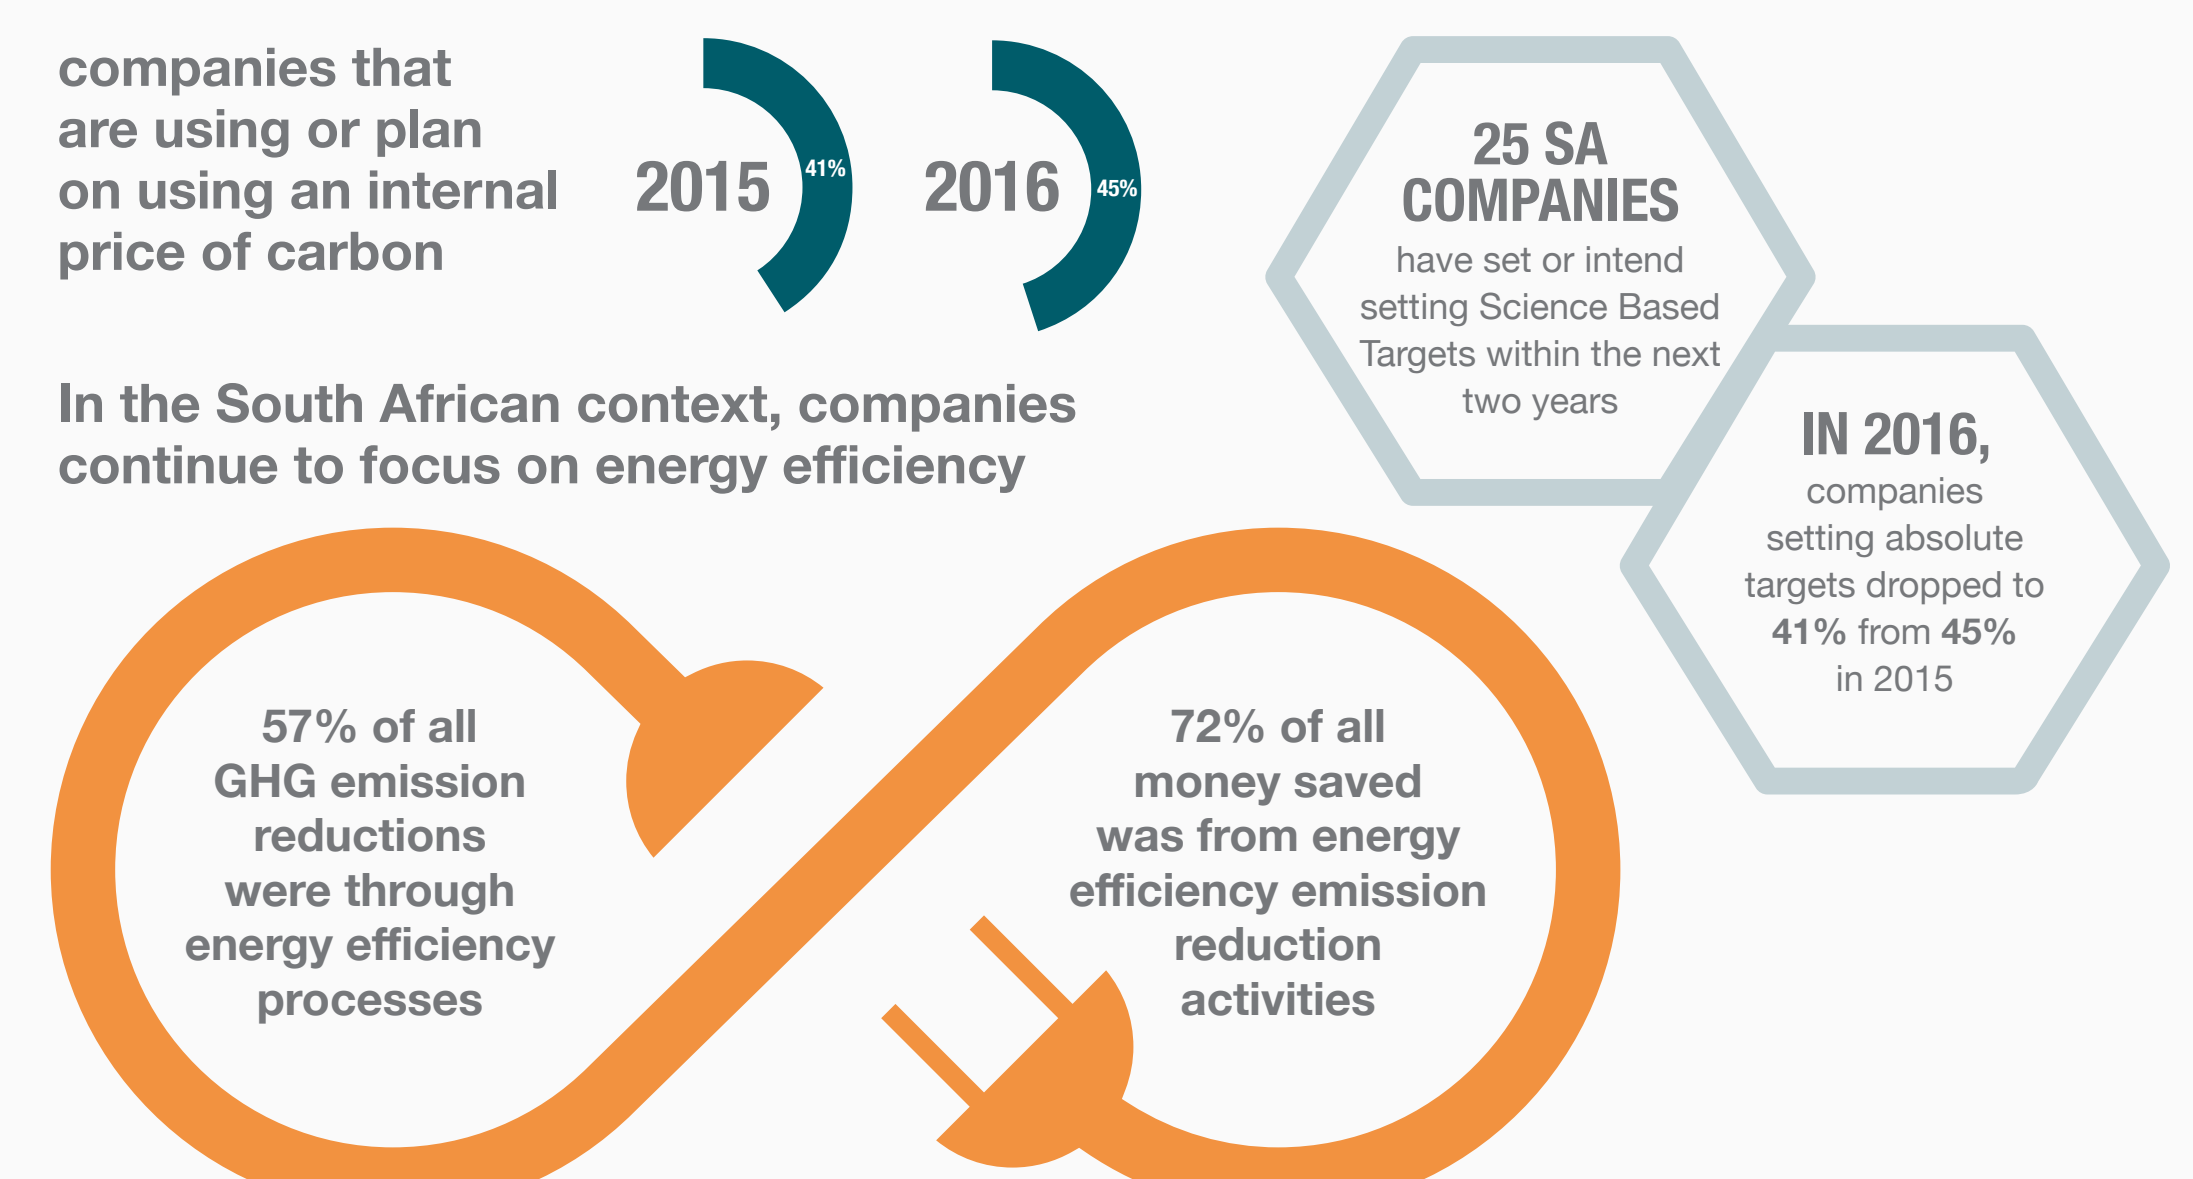 companies that
are using or plan
on using an internal
price of carbon
2015
41%
2016
45%
25 SA
COMPANIES
have set or intend
setting Science Based
Targets within the next
two years
IN 2016,
companies
setting absolute
targets dropped to
41% from 45%
in 2015
In the South African context, companies
continue to focus on energy efficiency
57% of all
GHG emission
reductions
were through
energy efficiency
processes
72% of all
money saved
was from energy
efficiency emission
reduction
activities